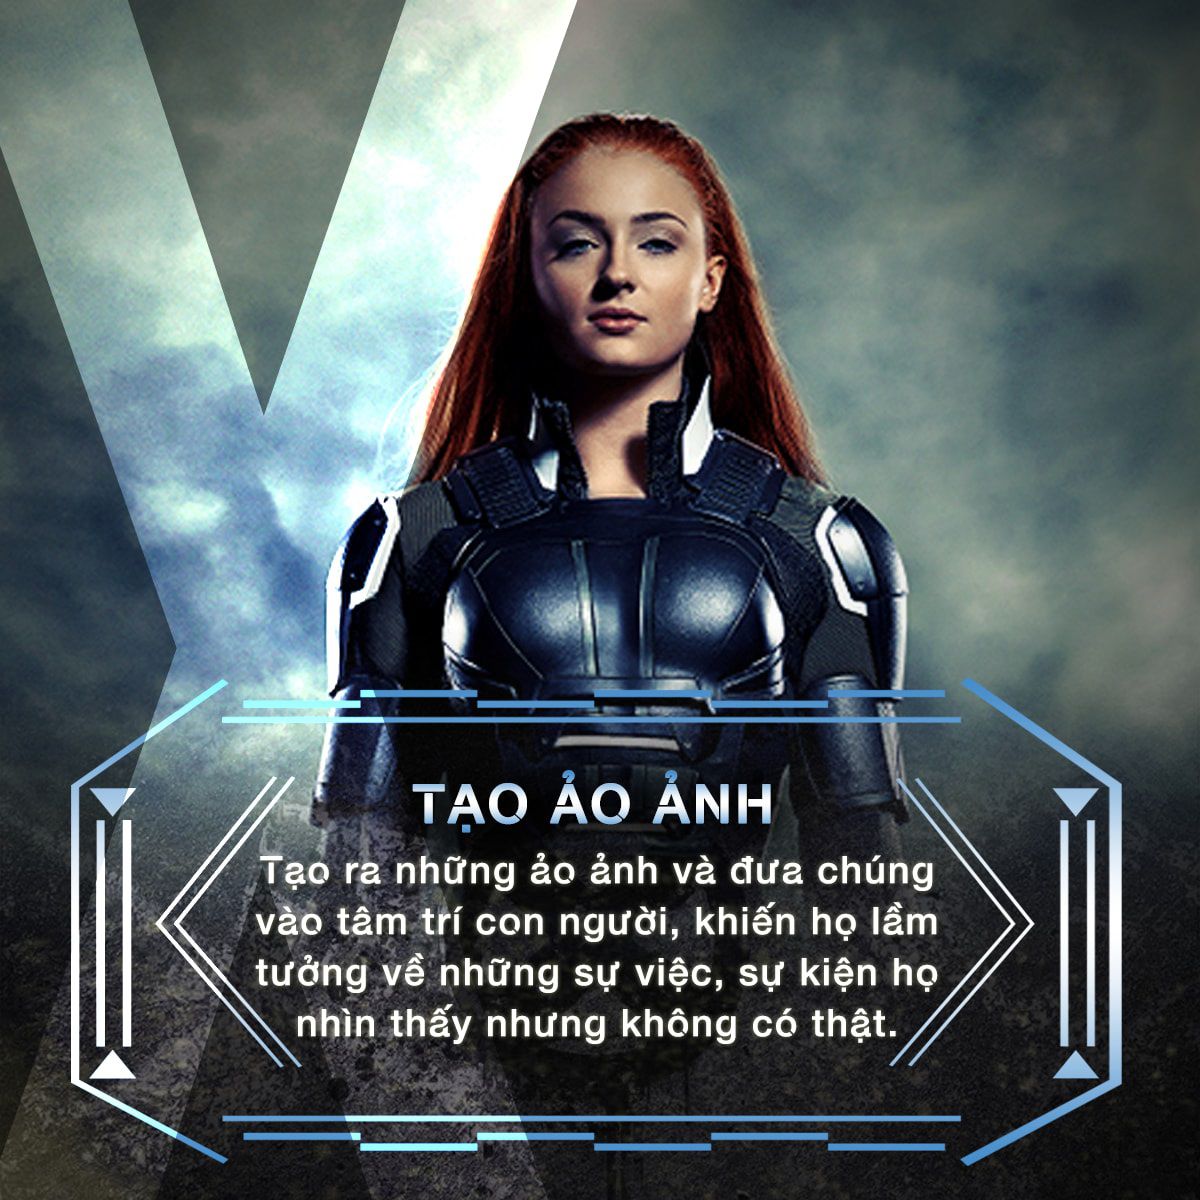 TẠO ẢO ẢNH
Tạo ra những ảo ảnh và đưa chúng
vào tâm trí con người, khiến họ lầm
tưởng về những sự việc, sự kiện họ
nhìn thấy nhưng không có thật.